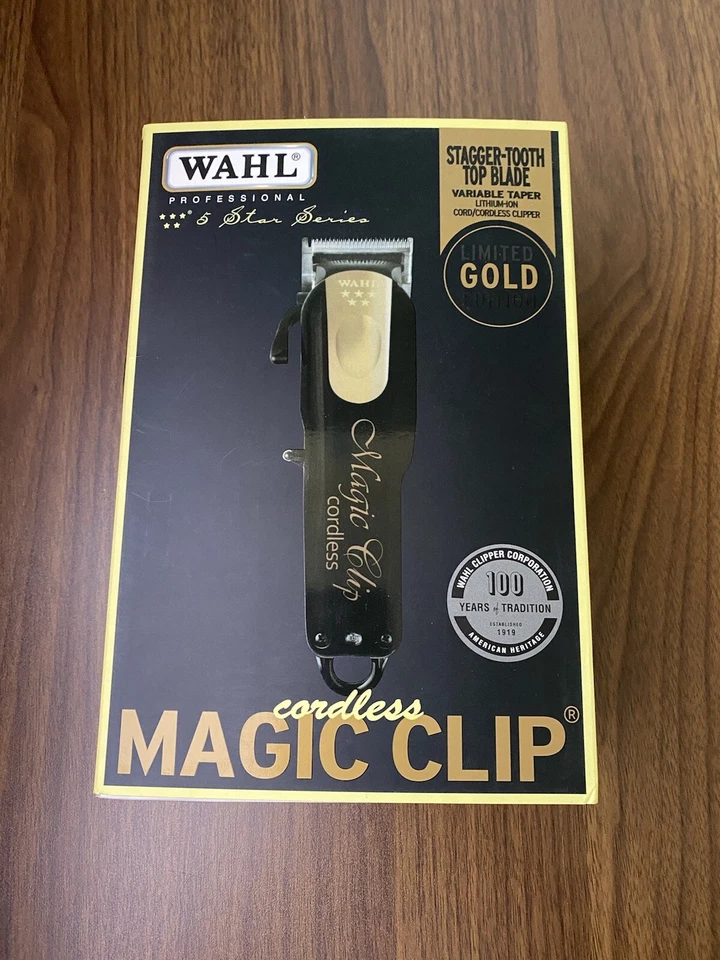 WAHL®
PROFESSIONAL
5 Star Series
STAGGER-TOOTH
TOP BLADE
VARIABLE TAPER
LITHIUM-ION
CORD/CORDLESS CLIPPER
LIMITED
GOLD
EDITION
WAHL
Magic Clip
cordless
WAHL CLIPPER CORPORATION
100
YEARS of TRADITION
ESTABLISHED
1919
AMERICAN HERITAGE
cordless
MAGIC CLIP®